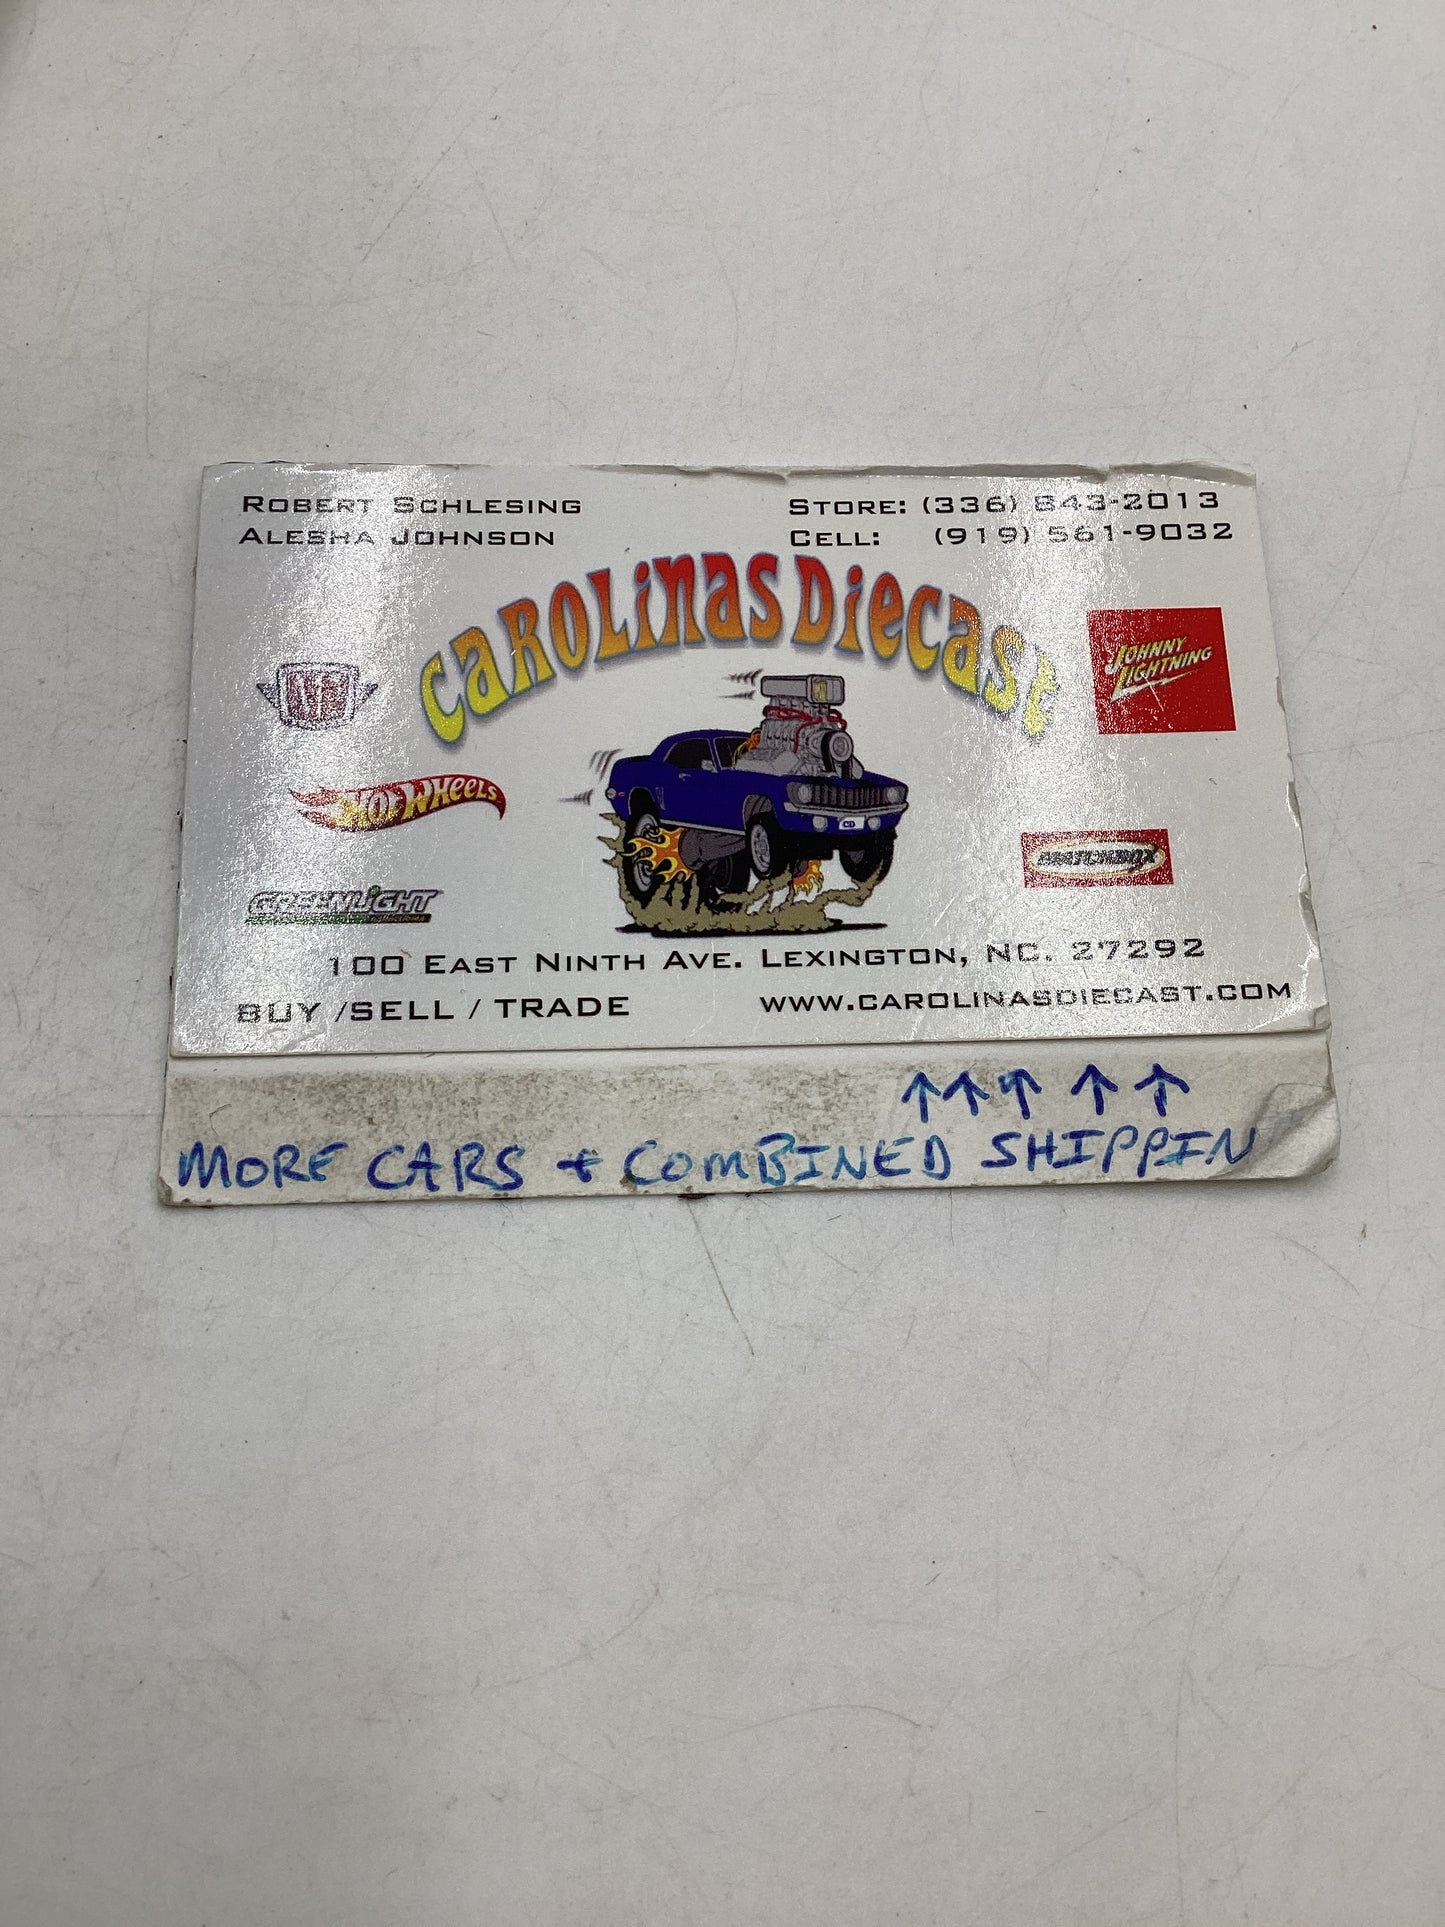 ROBERT SCHLESING
ALESHA JOHNSON
STORE: (336) 843-2013
CELL: (919) 561-9032
CAROLINAS DIECAST
JOHNNY
LIGHTNING
HOT WHEELS
MATCHBOX
GREENLIGHT
CD
100 EAST NINTH AVE. LEXINGTON, NC. 27292
BUY /SELL / TRADE
WWW.CAROLINASDIECAST.COM
↑ ↑ ↑ ↑ ↑
MORE CARS + COMBINED SHIPPIN